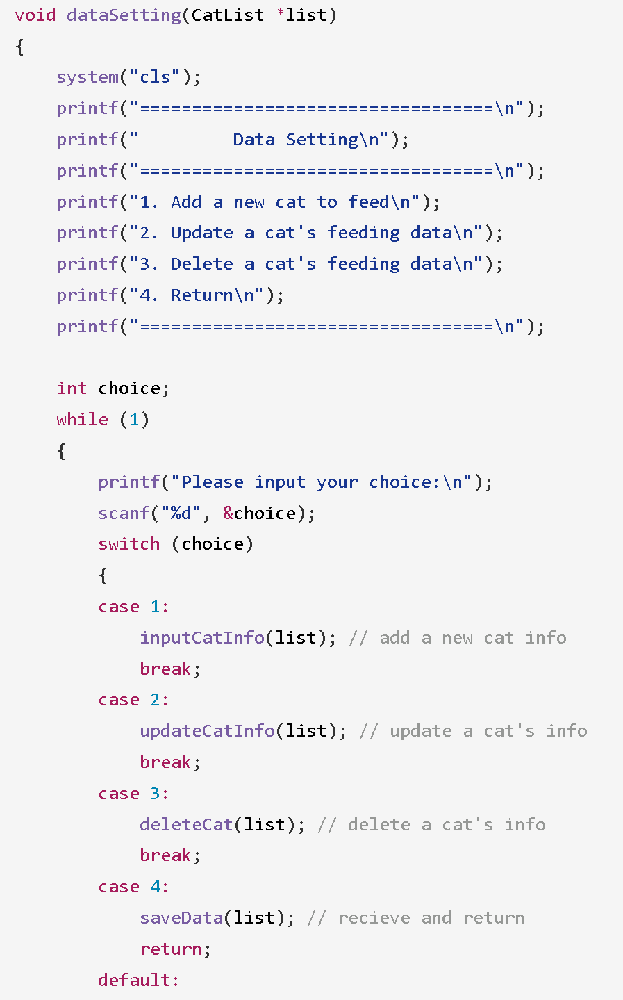 void dataSetting(CatList *list)
{
    system("cls");
    printf("==================================\n");
    printf("         Data Setting\n");
    printf("==================================\n");
    printf("1. Add a new cat to feed\n");
    printf("2. Update a cat's feeding data\n");
    printf("3. Delete a cat's feeding data\n");
    printf("4. Return\n");
    printf("==================================\n");

    int choice;
    while (1)
    {
        printf("Please input your choice:\n");
        scanf("%d", &choice);
        switch (choice)
        {
        case 1:
            inputCatInfo(list); // add a new cat info
            break;
        case 2:
            updateCatInfo(list); // update a cat's info
            break;
        case 3:
            deleteCat(list); // delete a cat's info
            break;
        case 4:
            saveData(list); // recieve and return
            return;
        default: